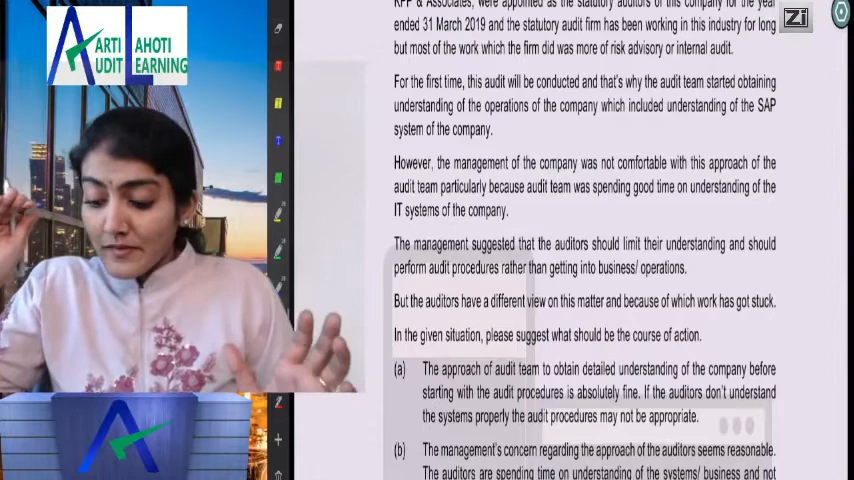 ARTI LAHOTI
AUDIT LEARNING
Zi
KPP & Associates, were appointed as the statutory auditors of this company for the year
ended 31 March 2019 and the statutory audit firm has been working in this industry for long
but most of the work which the firm did was more of risk advisory or internal audit.
For the first time, this audit will be conducted and that's why the audit team started obtaining
understanding of the operations of the company which included understanding of the SAP
system of the company.
However, the management of the company was not comfortable with this approach of the
audit team particularly because audit team was spending good time on understanding of the
IT systems of the company.
The management suggested that the auditors should limit their understanding and should
perform audit procedures rather than getting into business/ operations.
But the auditors have a different view on this matter and because of which work has got stuck.
In the given situation, please suggest what should be the course of action.
(a) The approach of audit team to obtain detailed understanding of the company before
starting with the audit procedures is absolutely fine. If the auditors don't understand
the systems properly the audit procedures may not be appropriate.
(b) The management's concern regarding the approach of the auditors seems reasonable.
The auditors are spending time on understanding of the systems/ business and not